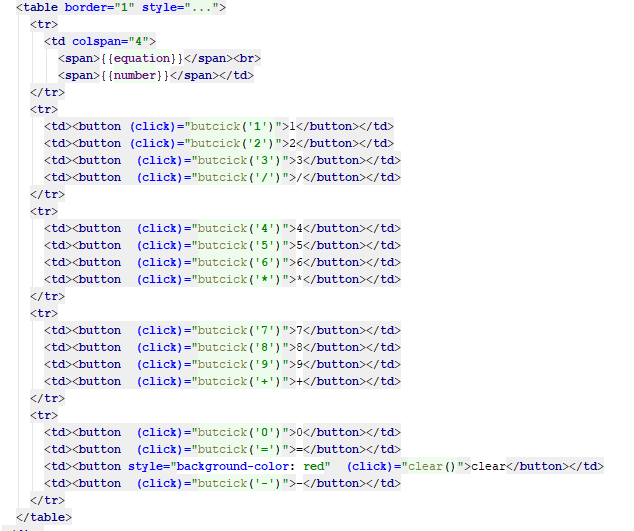 <table border="1" style="...">
<tr>
<td colspan="4">
<span>{{equation}}</span><br>
<span>{{number}}</span></td>
</tr>
<tr>
<td><button (click)="butcick('1')">1</button></td>
<td><button (click)="butcick('2')">2</button></td>
<td><button  (click)="butcick('3')">3</button></td>
<td><button  (click)="butcick('/')">/</button></td>
</tr>
<tr>
<td><button  (click)="butcick('4')">4</button></td>
<td><button  (click)="butcick('5')">5</button></td>
<td><button  (click)="butcick('6')">6</button></td>
<td><button  (click)="butcick('*')">*</button></td>
</tr>
<tr>
<td><button  (click)="butcick('7')">7</button></td>
<td><button  (click)="butcick('8')">8</button></td>
<td><button  (click)="butcick('9')">9</button></td>
<td><button  (click)="butcick('+')">+</button></td>
</tr>
<tr>
<td><button  (click)="butcick('0')">0</button></td>
<td><button  (click)="butcick('=')">=</button></td>
<td><button style="background-color: red"  (click)="clear()">clear</button></td>
<td><button  (click)="butcick('-')">-</button></td>
</tr>
</table>